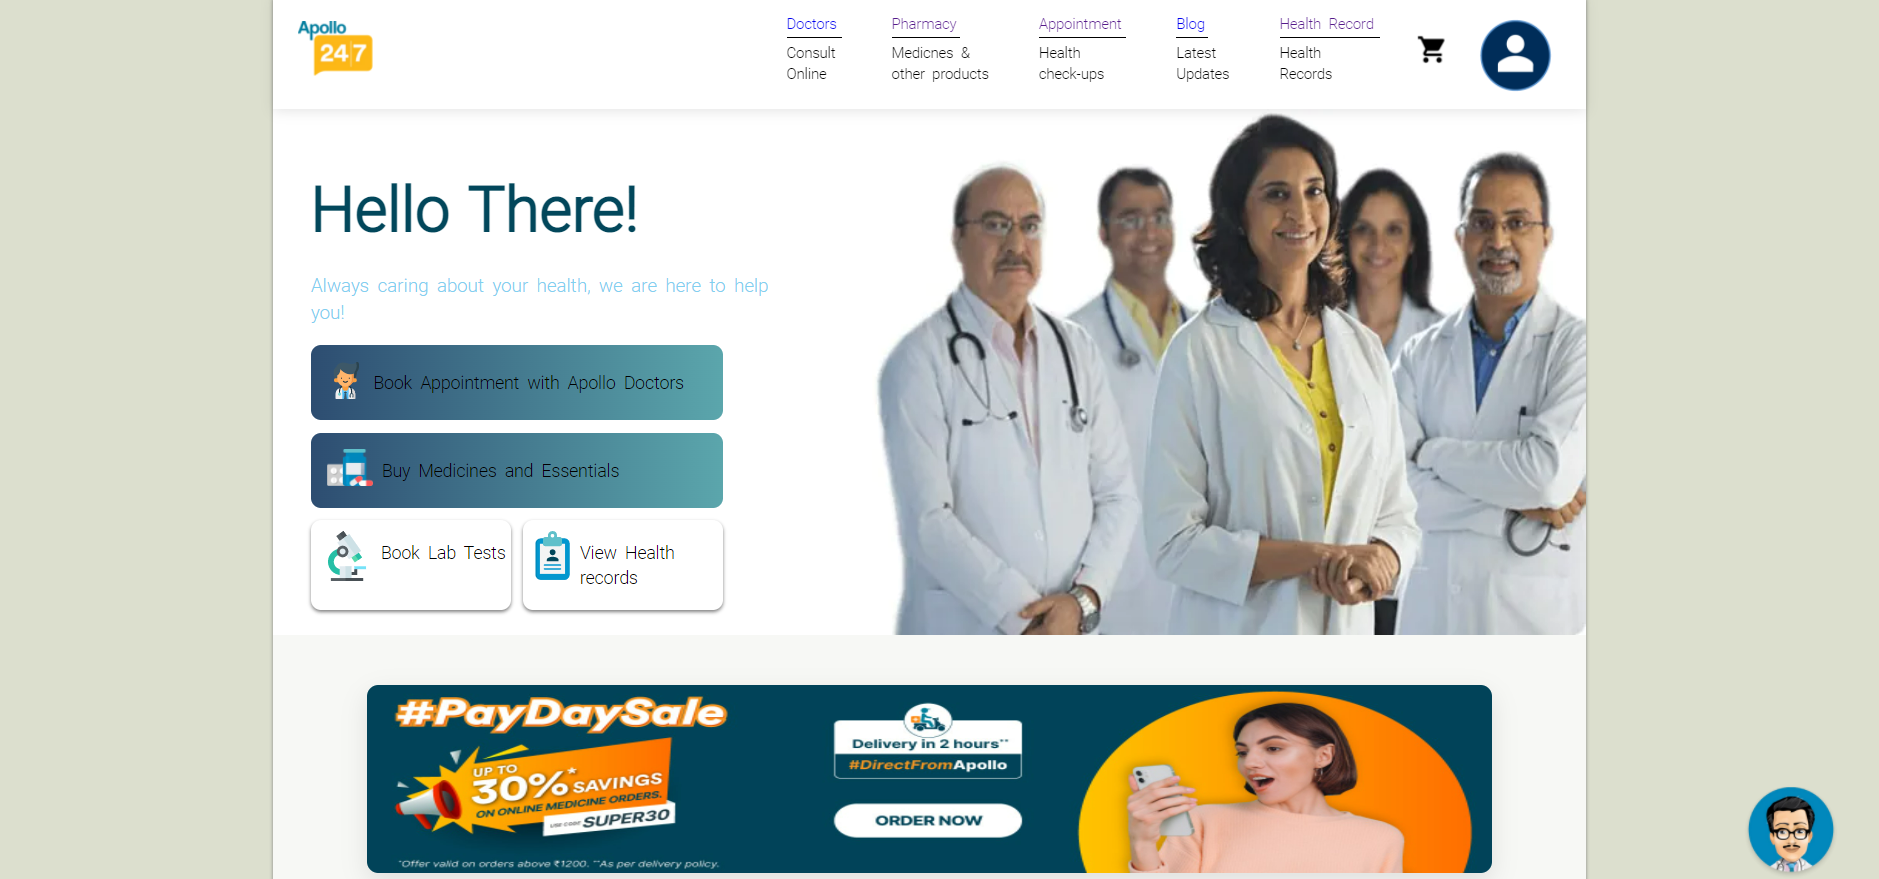 Apollo
24|7
Doctors
Consult
Online
Pharmacy
Medicnes &
other products
Appointment
Health
check-ups
Blog
Latest
Updates
Health Record
Health
Records
Hello There!
Always caring about your health, we are here to help
you!
Book Appointment with Apollo Doctors
Buy Medicines and Essentials
Book Lab Tests
View Health
records
#PayDaySale
UP TO
30%* SAVINGS
ON ONLINE MEDICINE ORDERS.
USE CODE SUPER30
*Offer valid on orders above ₹1200. **As per delivery policy.
Delivery in 2 hours**
#DirectFromApollo
ORDER NOW